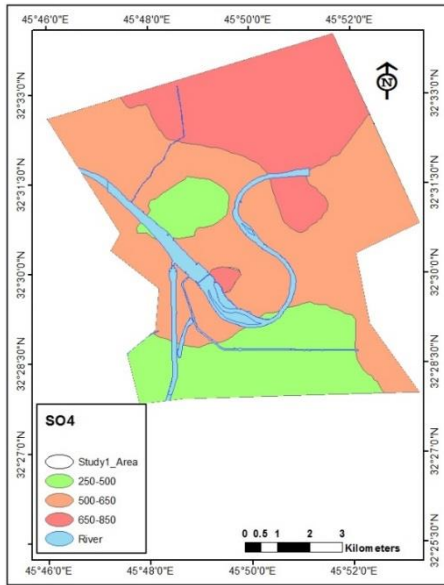 45°46'0"E 45°48'0"E 45°50'0"E 45°52'0"E
N
32°33'0"N 32°33'0"N
32°31'30"N 32°31'30"N
32°30'0"N 32°30'0"N
32°28'30"N 32°28'30"N
32°27'0"N 32°27'0"N
32°25'30"N
SO4
Study1_Area
250-500
500-650
650-850
River
0 0.5 1 2 3
Kilometers
45°46'0"E 45°48'0"E 45°50'0"E 45°52'0"E